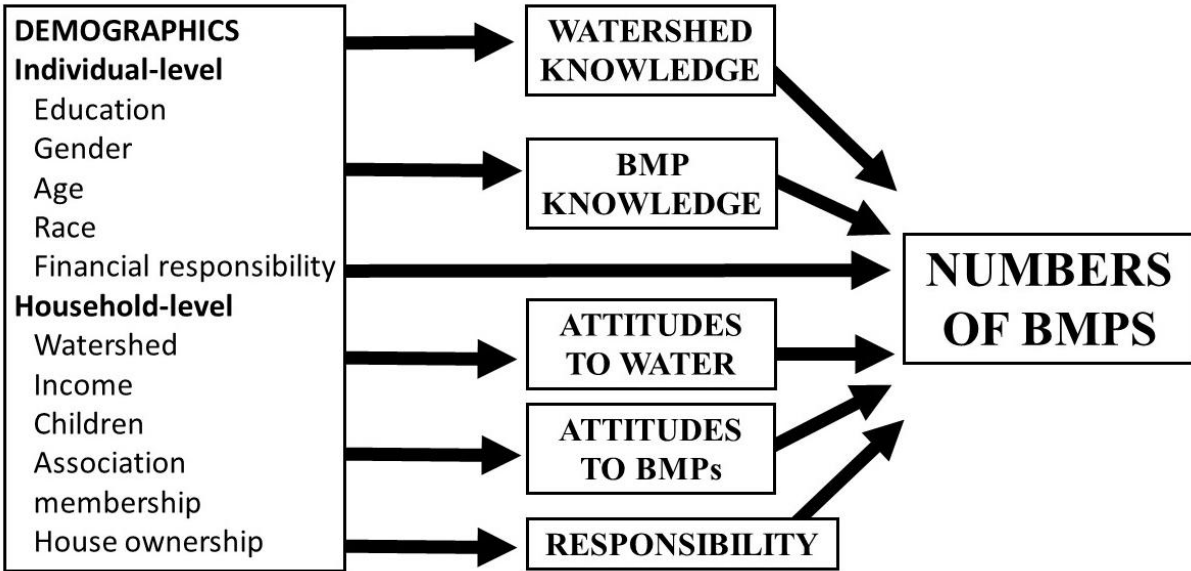 DEMOGRAPHICS
Individual-level
Education
Gender
Age
Race
Financial responsibility
Household-level
Watershed
Income
Children
Association
membership
House ownership
WATERSHED
KNOWLEDGE
BMP
KNOWLEDGE
ATTITUDES
TO WATER
ATTITUDES
TO BMPs
RESPONSIBILITY
NUMBERS
OF BMPS